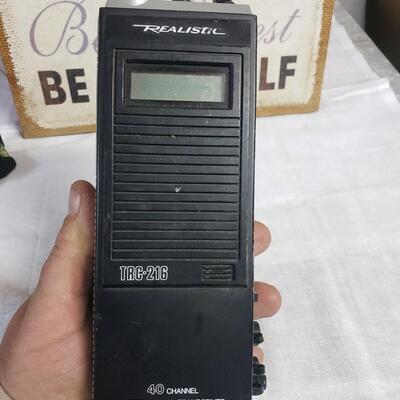 REALISTIC
BE
LF
TRC-216
40 CHANNEL